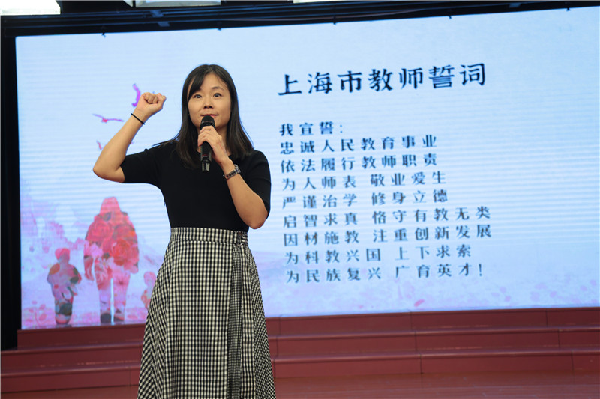 上海市教师誓词
我宣誓：
忠诚人民教育事业
依法履行教师职责
为人师表 敬业爱生
严谨治学 修身立德
启智求真 恪守有教无类
因材施教 注重创新发展
为科教兴国 上下求索
为民族复兴 广育英才!